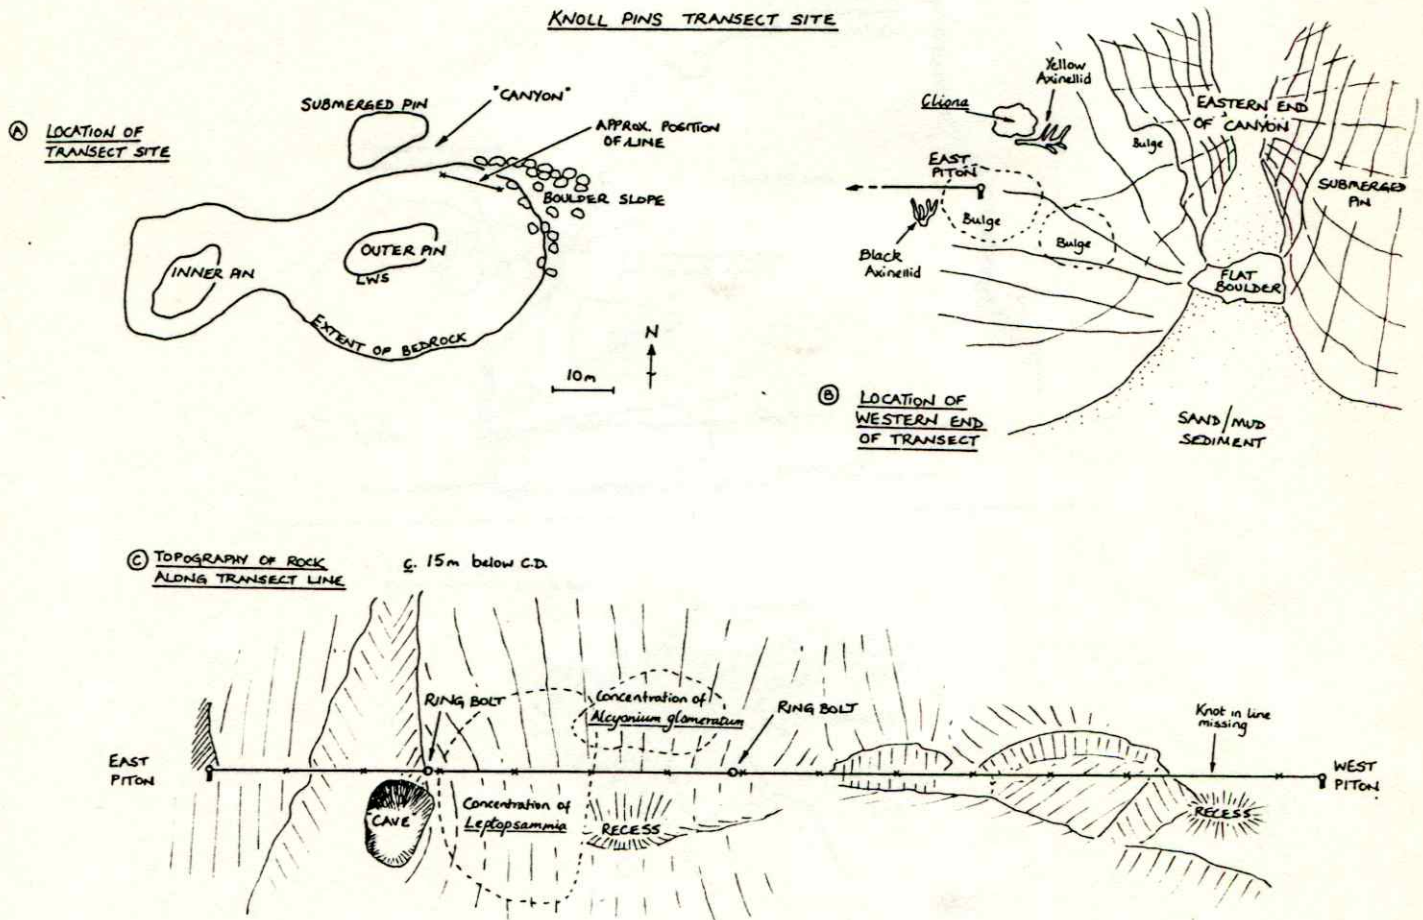 KNOLL PINS TRANSECT SITE
Ⓐ LOCATION OF
TRANSECT SITE
SUBMERGED PIN
"CANYON"
APPROX. POSITION
OF LINE
BOULDER SLOPE
OUTER PIN
LWS
INNER PIN
EXTENT OF BEDROCK
N
10m
Yellow
Axinellid
Cliona
EASTERN END
OF CANYON
Bulge
EAST
PITON
SUBMERGED
PIN
Bulge
Bulge
Black
Axinellid
FLAT
BOULDER
Ⓑ LOCATION OF
WESTERN END
OF TRANSECT
SAND/MUD
SEDIMENT
Ⓒ TOPOGRAPHY OF ROCK
ALONG TRANSECT LINE
c. 15m below C.D.
RING BOLT
Concentration of
Alcyonium glomeratum
RING BOLT
Knot in line
missing
EAST
PITON
WEST
PITON
CAVE
Concentration of
Leptopsammia
RECESS
RECESS